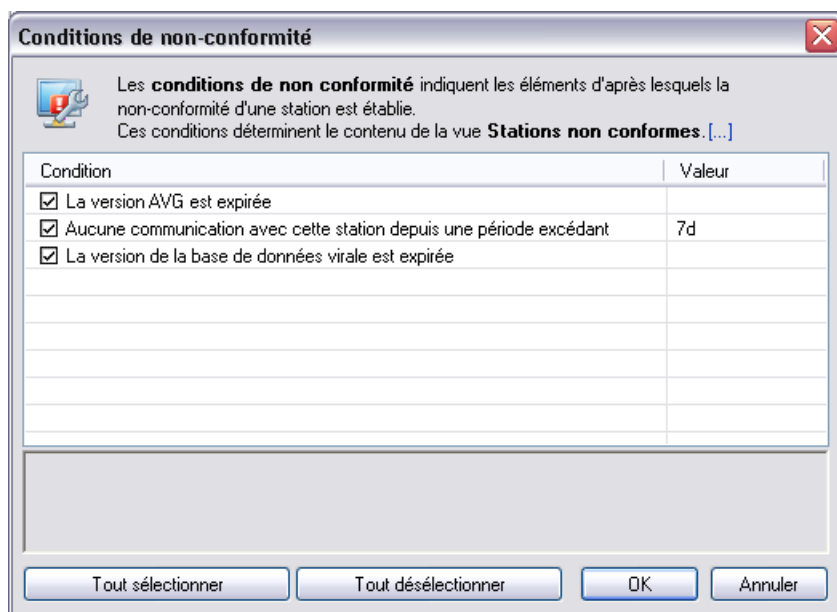 Conditions de non-conformité
Les conditions de non conformité indiquent les éléments d'après lesquels la
non-conformité d'une station est établie.
Ces conditions déterminent le contenu de la vue Stations non conformes.[...]
Condition Valeur
La version AVG est expirée
Aucune communication avec cette station depuis une période excédant 7d
La version de la base de données virale est expirée
Tout sélectionner Tout désélectionner OK Annuler